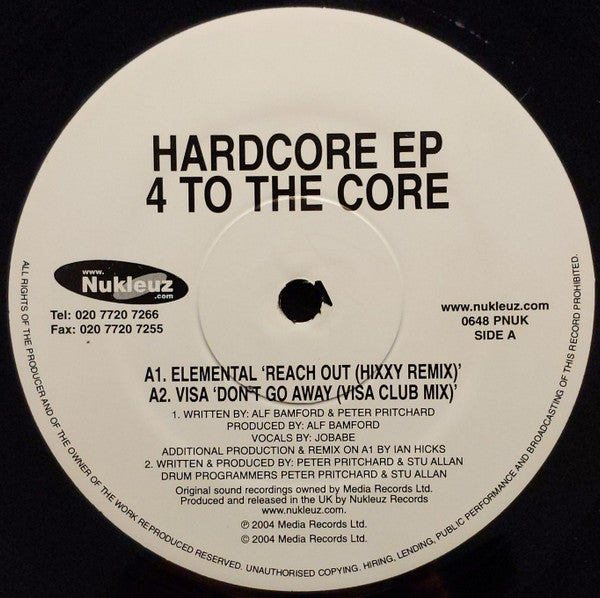 HARDCORE EP
4 TO THE CORE
www.
Nukleuz
.com
Tel: 020 7720 7266
Fax: 020 7720 7255
www.nukleuz.com
0648 PNUK
SIDE A
A1. ELEMENTAL ‘REACH OUT (HIXXY REMIX)’
A2. VISA ‘DON'T GO AWAY (VISA CLUB MIX)’
1. WRITTEN BY: ALF BAMFORD & PETER PRITCHARD
PRODUCED BY: ALF BAMFORD
VOCALS BY: JOBABE
ADDITIONAL PRODUCTION & REMIX ON A1 BY IAN HICKS
2. WRITTEN & PRODUCED BY: PETER PRITCHARD & STU ALLAN
DRUM PROGRAMMERS PETER PRITCHARD & STU ALLAN
Original sound recordings owned by Media Records Ltd.
Produced and released in the UK by Nukleuz Records
www.nukleuz.com.
℗ 2004 Media Records Ltd.
© 2004 Media Records Ltd.
ALL RIGHTS OF THE PRODUCER AND OF THE OWNER OF THE WORK REPRODUCED RESERVED. UNAUTHORISED COPYING. HIRING, LENDING, PUBLIC PERFORMANCE AND BROADCASTING OF THIS RECORD PROHIBITED.